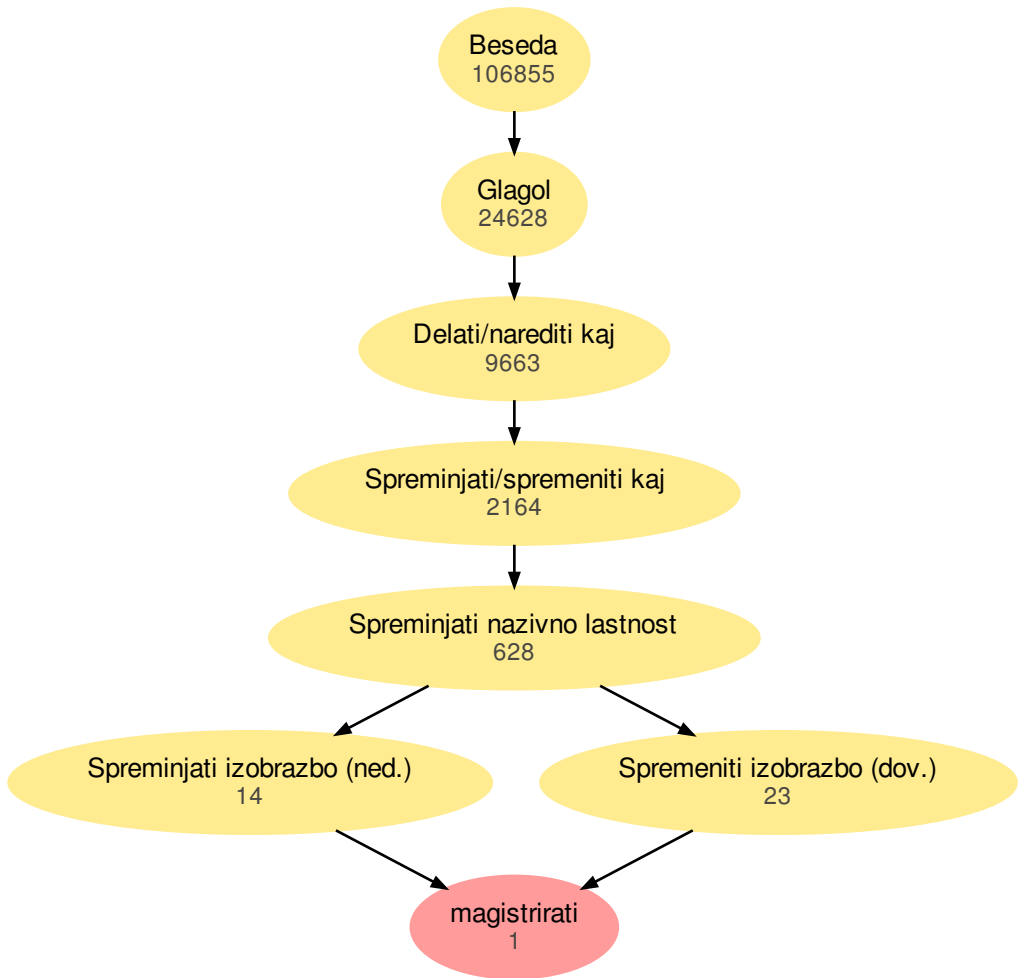 Beseda
106855
Glagol
24628
Delati/narediti kaj
9663
Spreminjati/spremeniti kaj
2164
Spreminjati nazivno lastnost
628
Spreminjati izobrazbo (ned.)
14
Spremeniti izobrazbo (dov.)
23
magistrirati
1